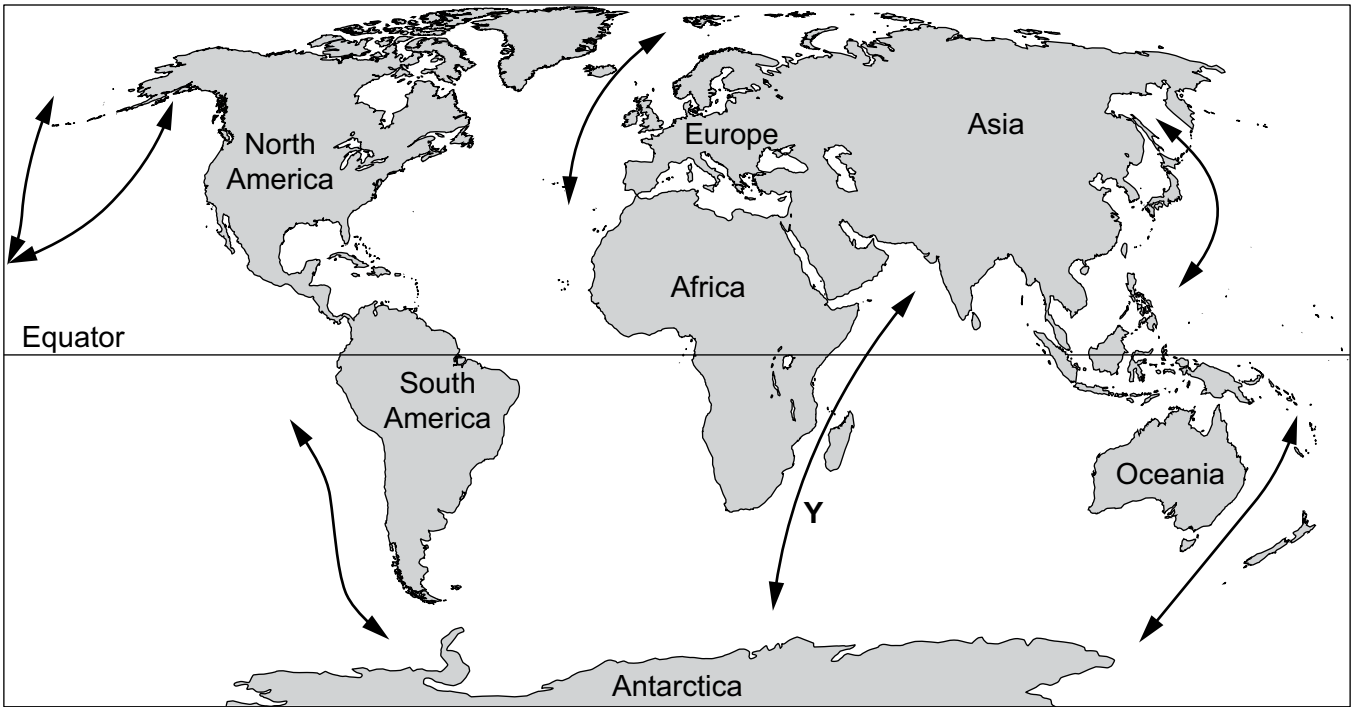 North
America
Europe
Asia
Africa
Equator
South
America
Oceania
Y
Antarctica